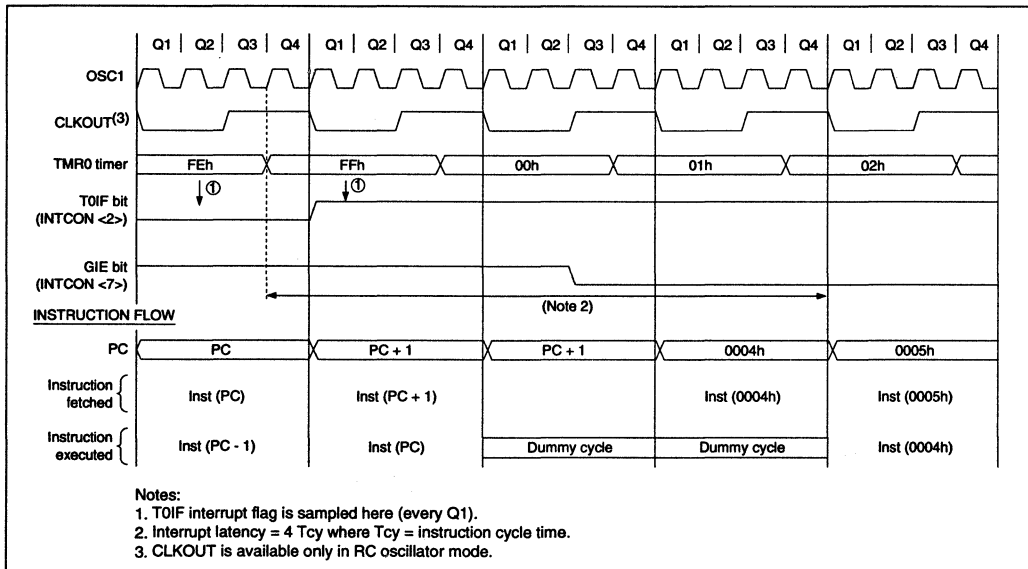 Q1 | Q2 | Q3 | Q4 Q1 | Q2 | Q3 | Q4 Q1 | Q2 | Q3 | Q4 Q1 | Q2 | Q3 | Q4 Q1 | Q2 | Q3 | Q4
OSC1
CLKOUT(3)
TMR0 timer FEh FFh 00h 01h 02h
① ①
T0IF bit
(INTCON <2>)
GIE bit
(INTCON <7>)
(Note 2)
INSTRUCTION FLOW
PC PC PC + 1 PC + 1 0004h 0005h
Instruction
fetched Inst (PC) Inst (PC + 1) Inst (0004h) Inst (0005h)
Instruction
executed Inst (PC - 1) Inst (PC) Dummy cycle Dummy cycle Inst (0004h)
Notes:
1. T0IF interrupt flag is sampled here (every Q1).
2. Interrupt latency = 4 Tcy where Tcy = instruction cycle time.
3. CLKOUT is available only in RC oscillator mode.